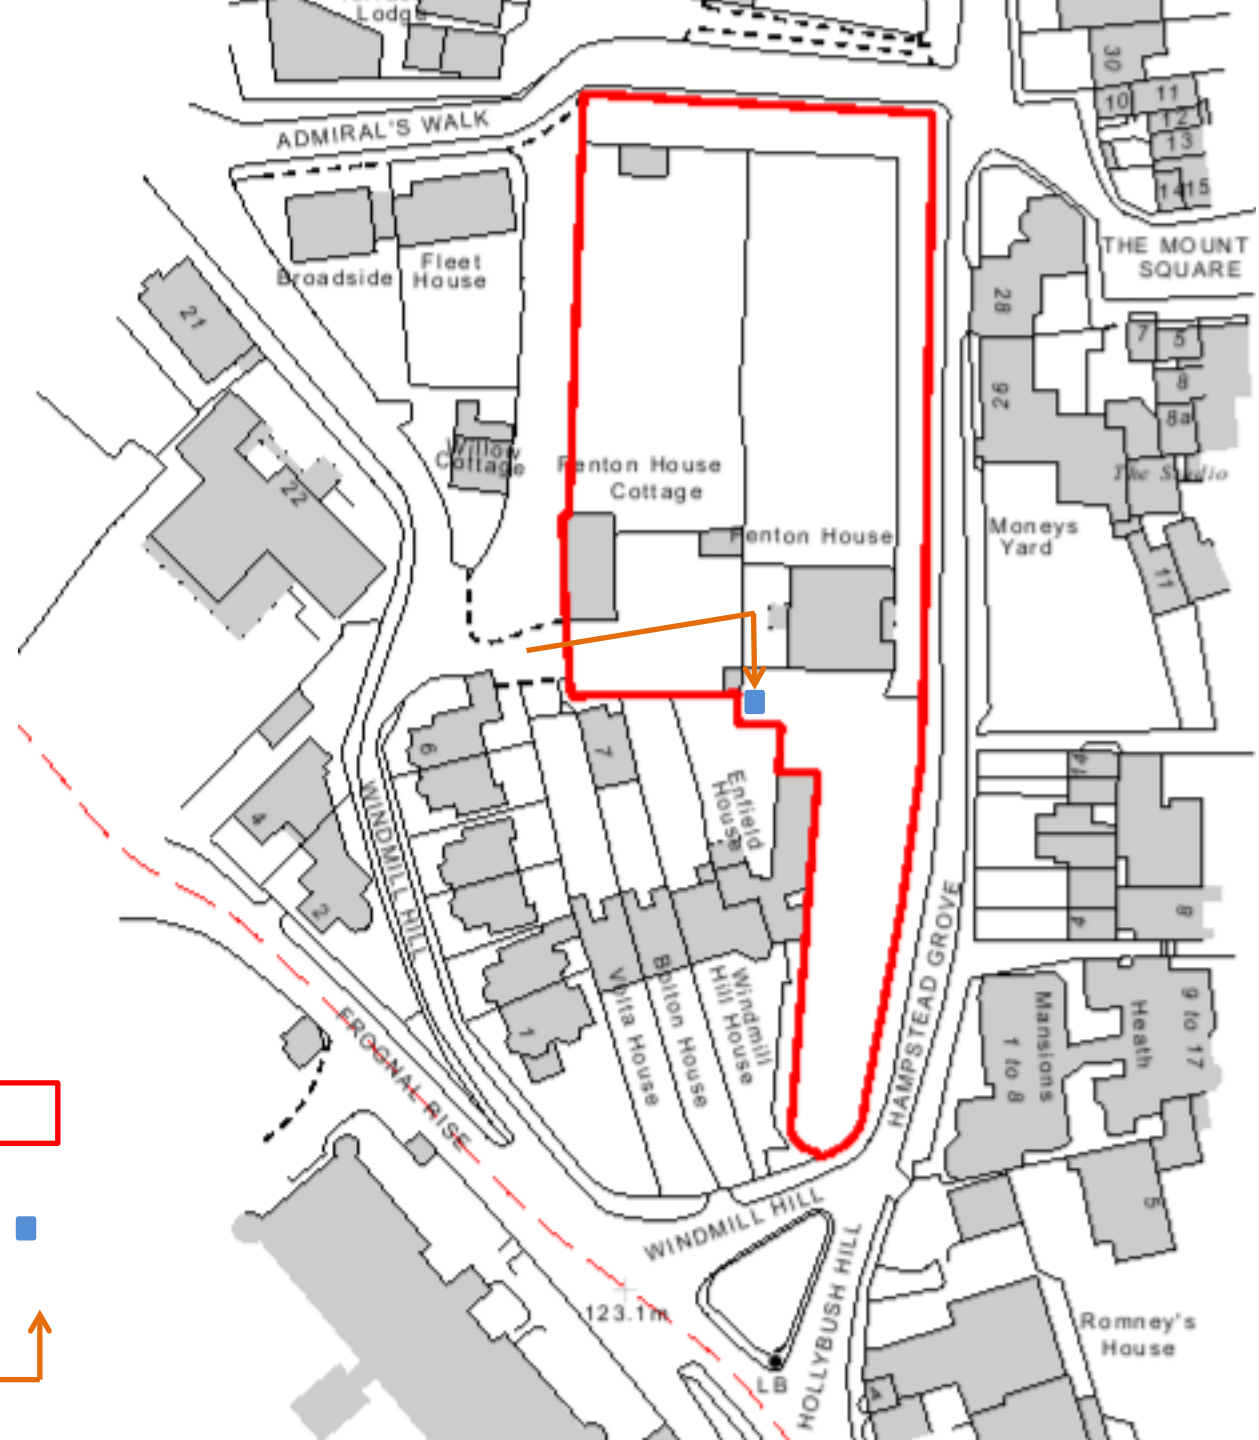 Lodge
30
11
10
12
13
14
15
ADMIRAL'S WALK
THE MOUNT
SQUARE
Fleet
House
Broadside
28
21
7
5
8
26
8a
Willow
Cottage
Fenton House
Cottage
The Studio
22
Fenton House
Moneys
Yard
11
6
7
14
Enfield
House
4
WINDMILL HILL
2
4
8
HAMPSTEAD GROVE
Volta House
Bolton House
Windmill
Hill House
1
FROGNAL RISE
Mansions
1 to 8
Heath
9 to 17
5
WINDMILL HILL
HOLLYBUSH HILL
123.1m
Romney's
House
LB
4